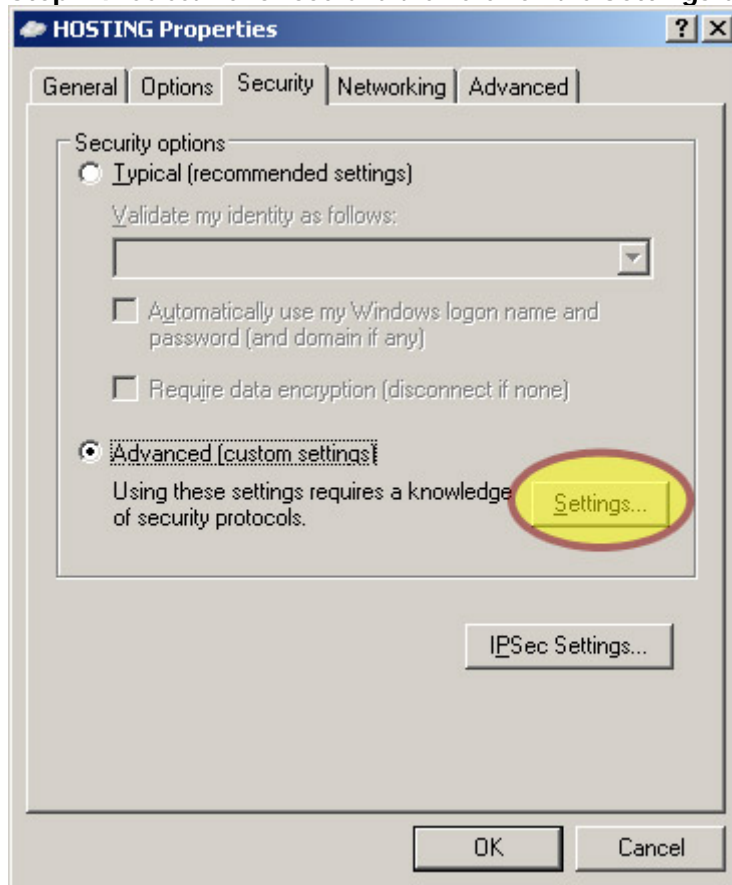 HOSTING Properties
General Options Security Networking Advanced
Security options
Typical (recommended settings)
Validate my identity as follows:
Automatically use my Windows logon name and
password (and domain if any)
Require data encryption (disconnect if none)
Advanced (custom settings)
Using these settings requires a knowledge
of security protocols.
Settings...
IPSec Settings...
OK Cancel